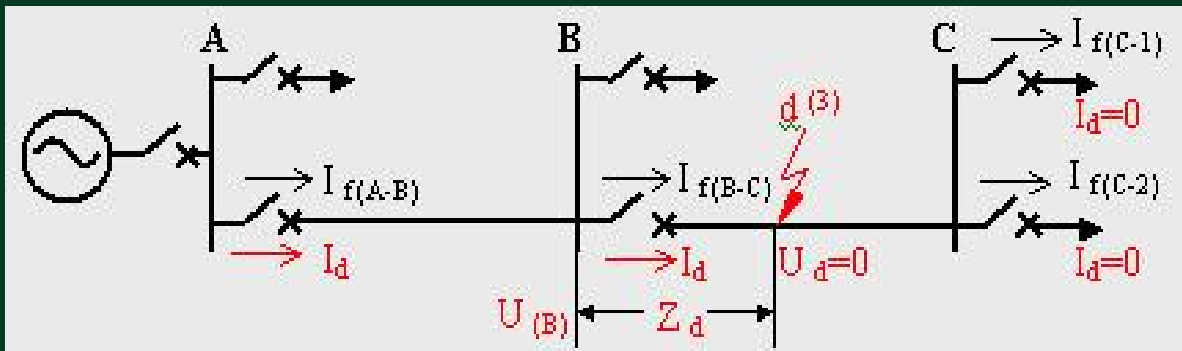 A
B
C
I f(C-1)
d (3)
I d=0
I f(A-B)
I f(B-C)
I f(C-2)
I d
I d
U d=0
I d=0
U (B)
Z d